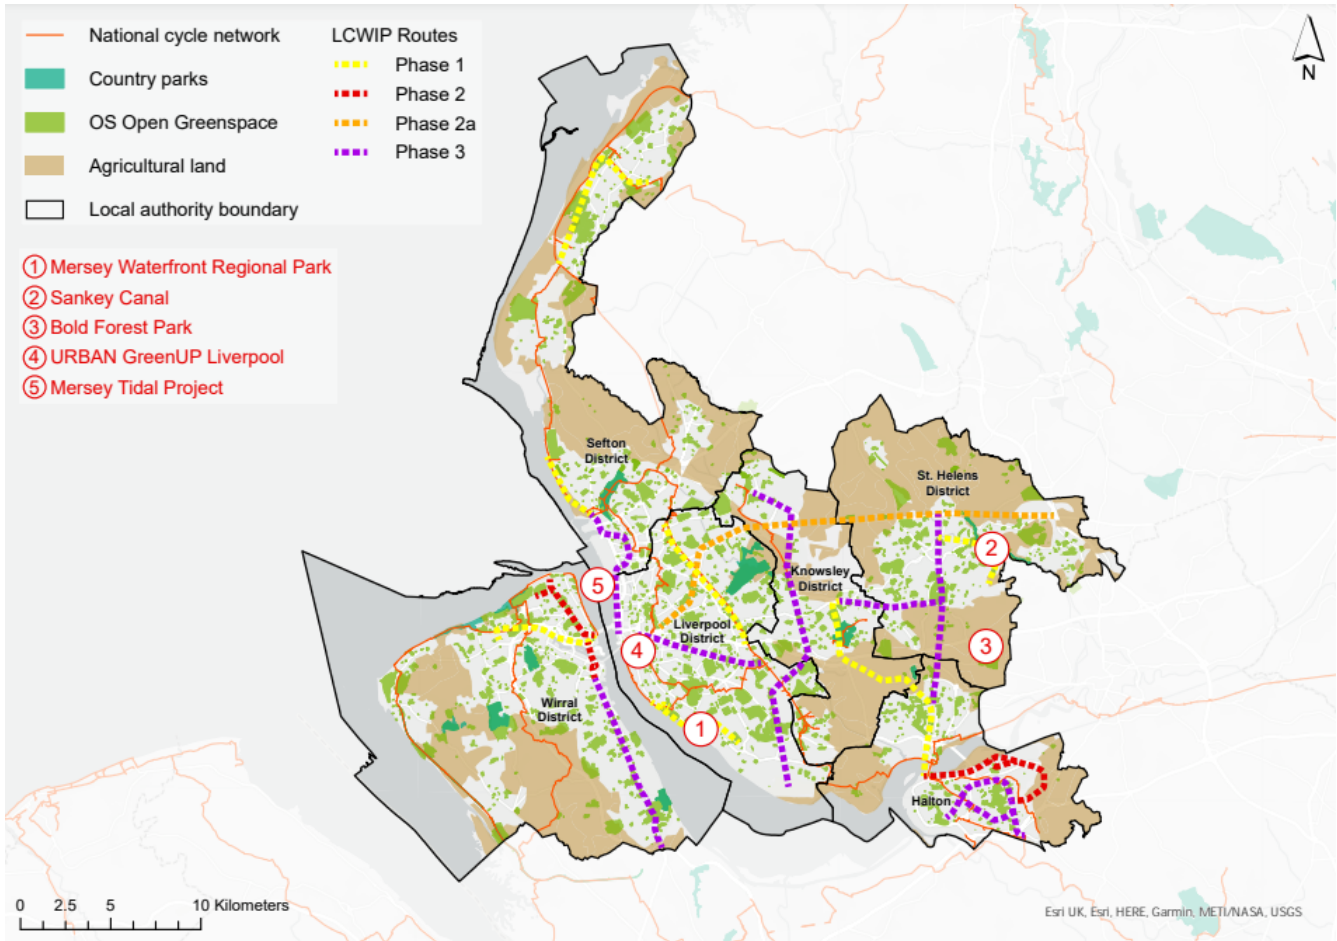 National cycle network
Country parks
OS Open Greenspace
Agricultural land
Local authority boundary
LCWIP Routes
Phase 1
Phase 2
Phase 2a
Phase 3
1 Mersey Waterfront Regional Park
2 Sankey Canal
3 Bold Forest Park
4 URBAN GreenUP Liverpool
5 Mersey Tidal Project
N
Sefton
District
St. Helens
District
2
Knowsley
District
5
Liverpool
District
4
3
Wirral
District
1
Halton
0 2.5 5 10 Kilometers
Esri UK, Esri, HERE, Garmin, METI/NASA, USGS